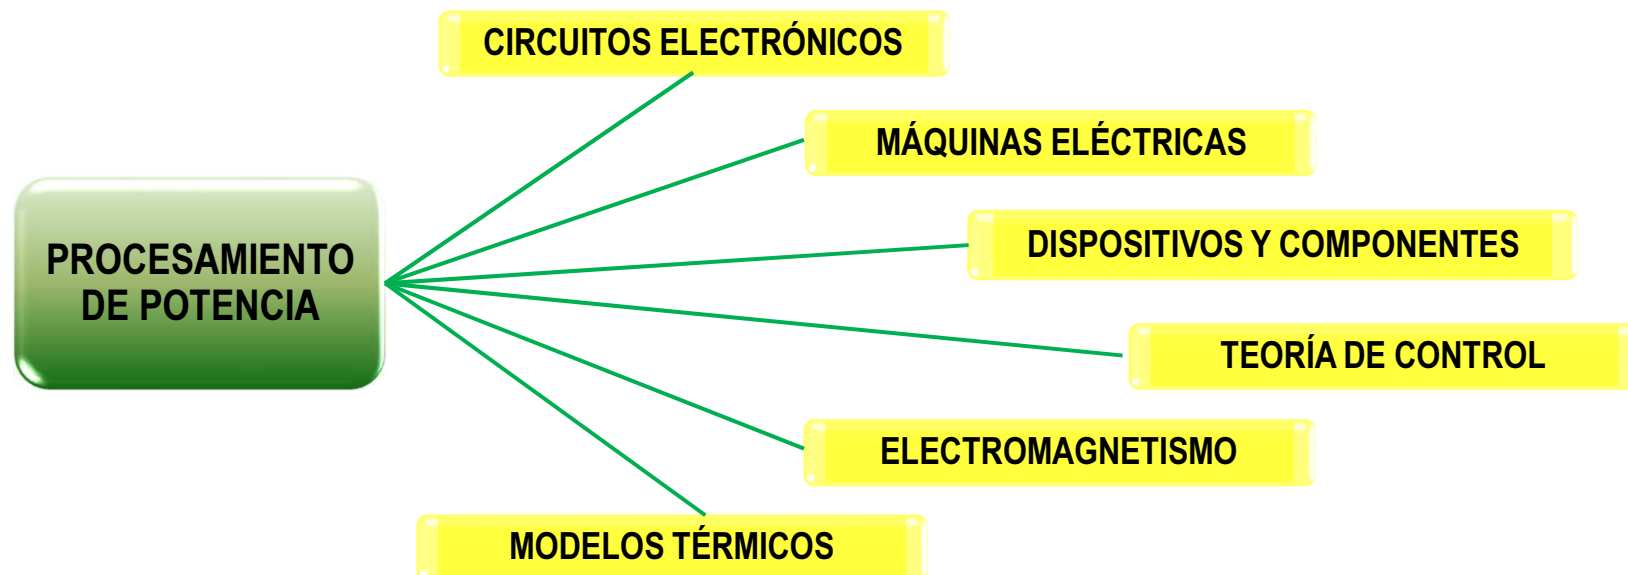 CIRCUITOS ELECTRÓNICOS
MÁQUINAS ELÉCTRICAS
PROCESAMIENTO
DE POTENCIA
DISPOSITIVOS Y COMPONENTES
TEORÍA DE CONTROL
ELECTROMAGNETISMO
MODELOS TÉRMICOS